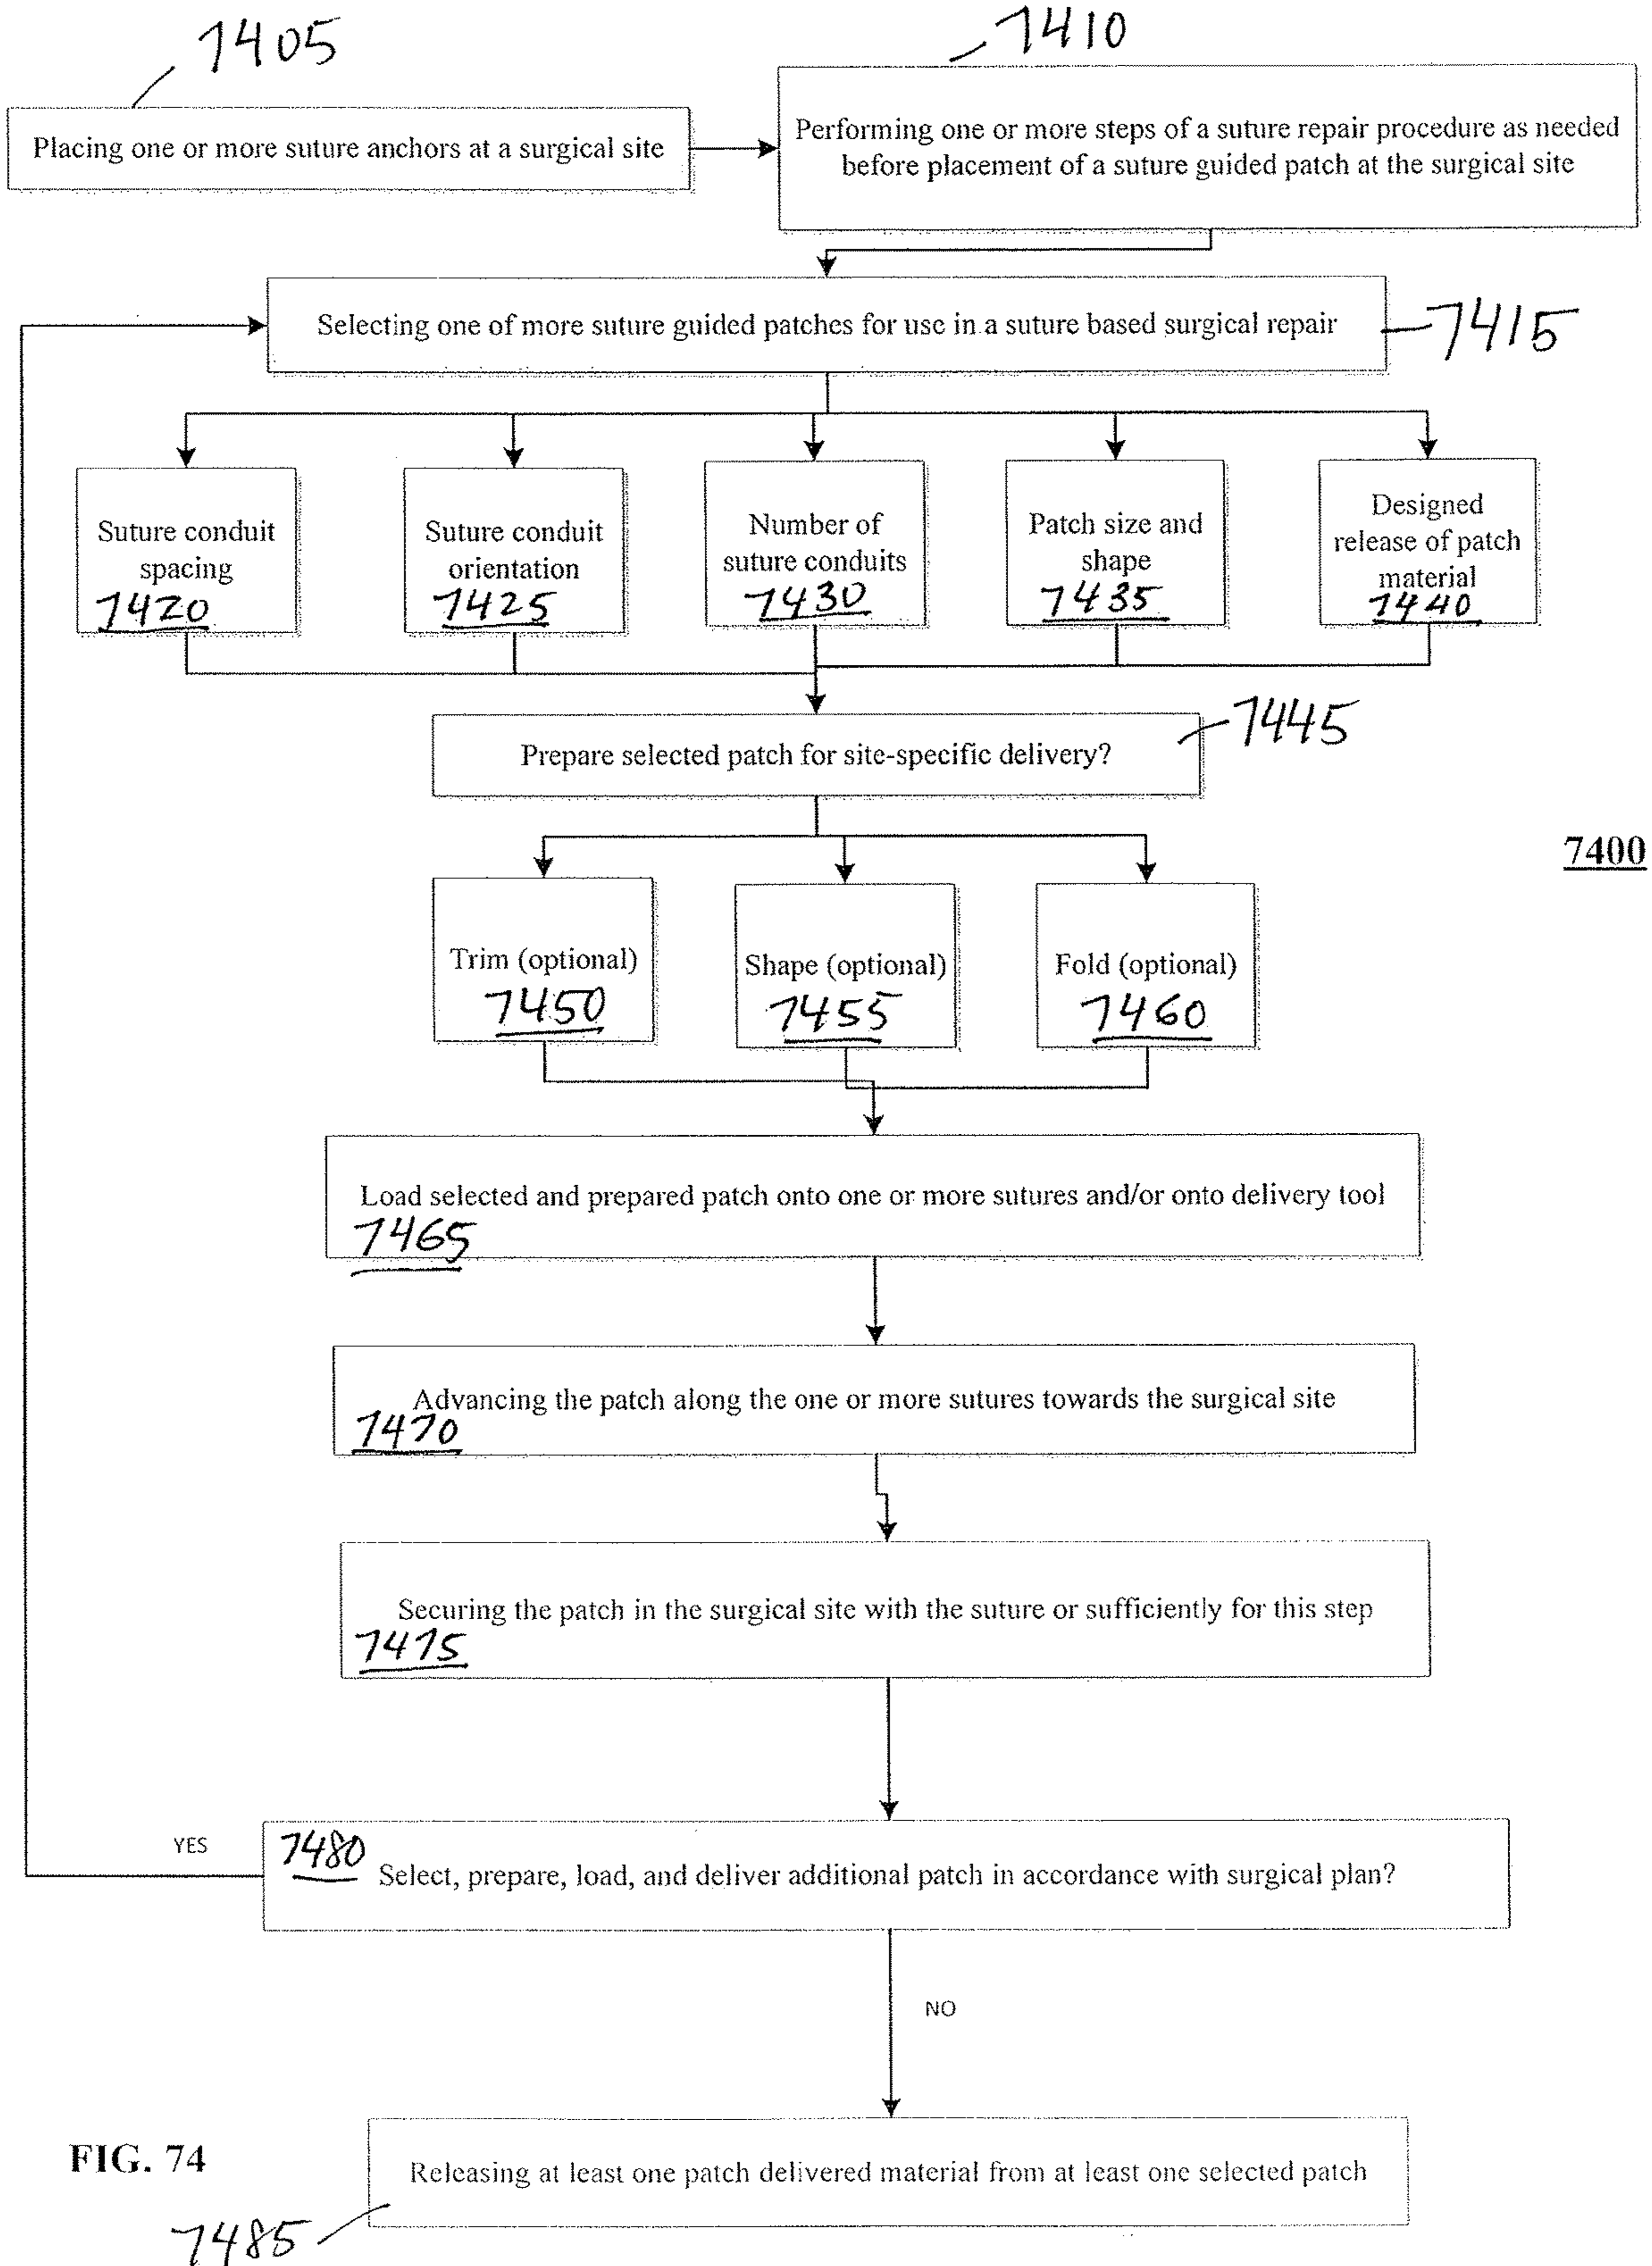 7405
7410
Placing one or more suture anchors at a surgical site
Performing one or more steps of a suture repair procedure as needed
before placement of a suture guided patch at the surgical site
Selecting one of more suture guided patches for use in a suture based surgical repair
7415
Suture conduit
spacing
7420
Suture conduit
orientation
7425
Number of
suture conduits
7430
Patch size and
shape
7435
Designed
release of patch
material
7440
Prepare selected patch for site-specific delivery?
7445
7400
Trim (optional)
7450
Shape (optional)
7455
Fold (optional)
7460
Load selected and prepared patch onto one or more sutures and/or onto delivery tool
7465
Advancing the patch along the one or more sutures towards the surgical site
7470
Securing the patch in the surgical site with the suture or sufficiently for this step
7475
YES
7480
Select, prepare, load, and deliver additional patch in accordance with surgical plan?
NO
FIG. 74
Releasing at least one patch delivered material from at least one selected patch
7485